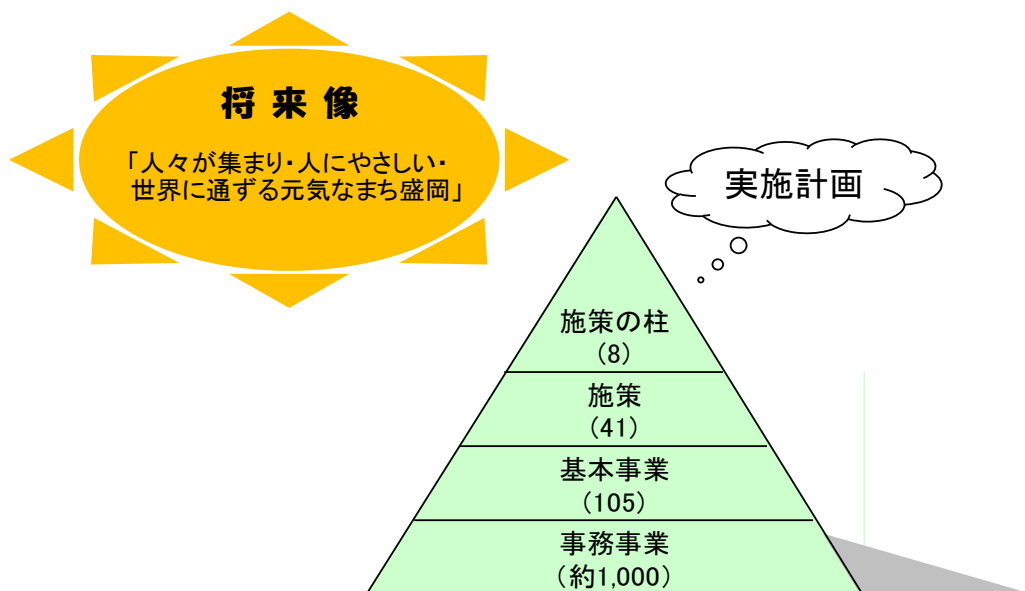 将来像
「人々が集まり・人にやさしい・
世界に通ずる元気なまち盛岡」
実施計画
施策の柱
(8)
施策
(41)
基本事業
(105)
事務事業
(約1,000)